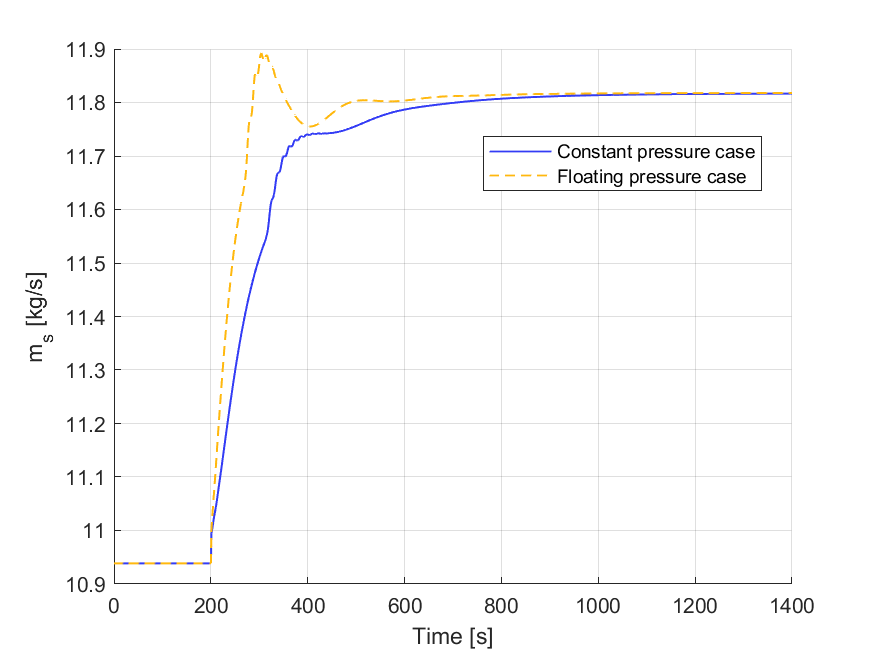 11.9
11.8
11.7
11.6
11.5
11.4
11.3
11.2
11.1
11
10.9
m_s [kg/s]
Constant pressure case
Floating pressure case
0 200 400 600 800 1000 1200 1400
Time [s]